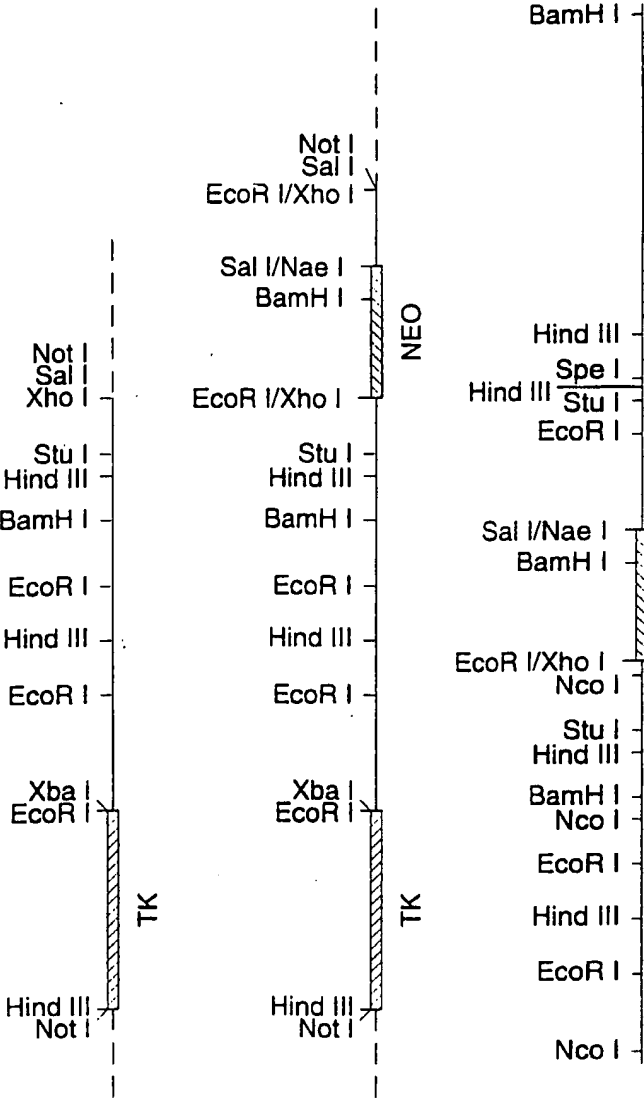 Not I
Sal I
Xho I
Stu I
Hind III
BamH I
EcoR I
Hind III
EcoR I
Xba I
EcoR I
TK
Hind III
Not I
Not I
Sal I
EcoR I/Xho I
Sal I/Nae I
BamH I
NEO
EcoR I/Xho I
Stu I
Hind III
BamH I
EcoR I
Hind III
EcoR I
Xba I
EcoR I
TK
Hind III
Not I
BamH I
Hind III
Spe I
Hind III
Stu I
EcoR I
Sal I/Nae I
BamH I
EcoR I/Xho I
Nco I
Stu I
Hind III
BamH I
Nco I
EcoR I
Hind III
EcoR I
Nco I